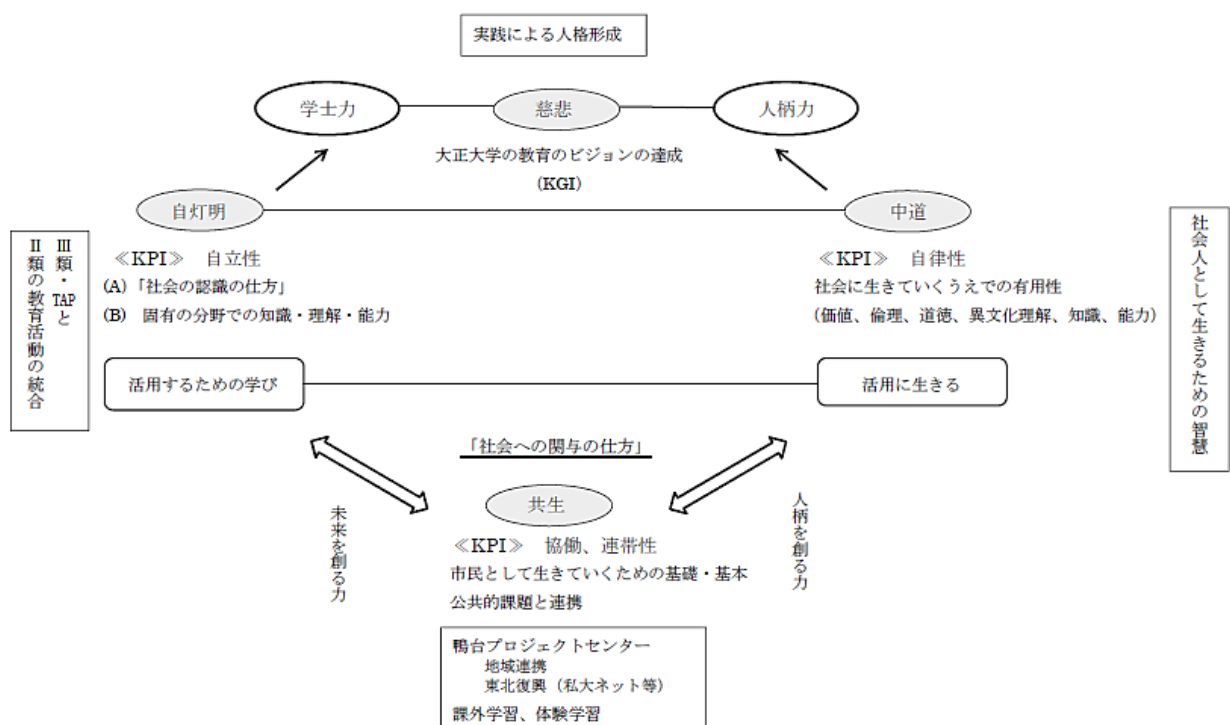 実践による人格形成
学士力
慈悲
人柄力
大正大学の教育のビジョンの達成
(KGI)
自灯明
中道
Ⅲ類・TAPと
Ⅱ類の教育活動の統合
≪KPI≫ 自立性
(A) 「社会の認識の仕方」
(B) 固有の分野での知識・理解・能力
≪KPI≫ 自律性
社会に生きていくうえでの有用性
(価値、倫理、道徳、異文化理解、知識、能力)
社会人として生きるための智慧
活用するための学び
活用に生きる
「社会への関与の仕方」
未来を創る力
共生
人柄を創る力
≪KPI≫ 協働、連帯性
市民として生きていくための基礎・基本
公共的課題と連携
鴨台プロジェクトセンター
地域連携
東北復興（私大ネット等）
課外学習、体験学習